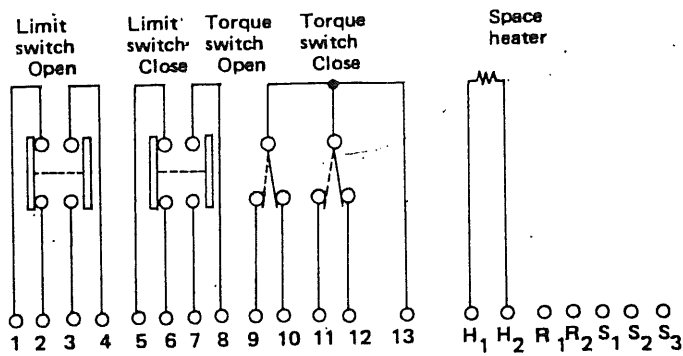 Limit
switch
Open
Limit
switch
Close
Torque
switch
Open
Torque
switch
Close
Space
heater
1 2 3 4 5 6 7 8 9 10 11 12 13 H1 H2 R1 R2 S1 S2 S3